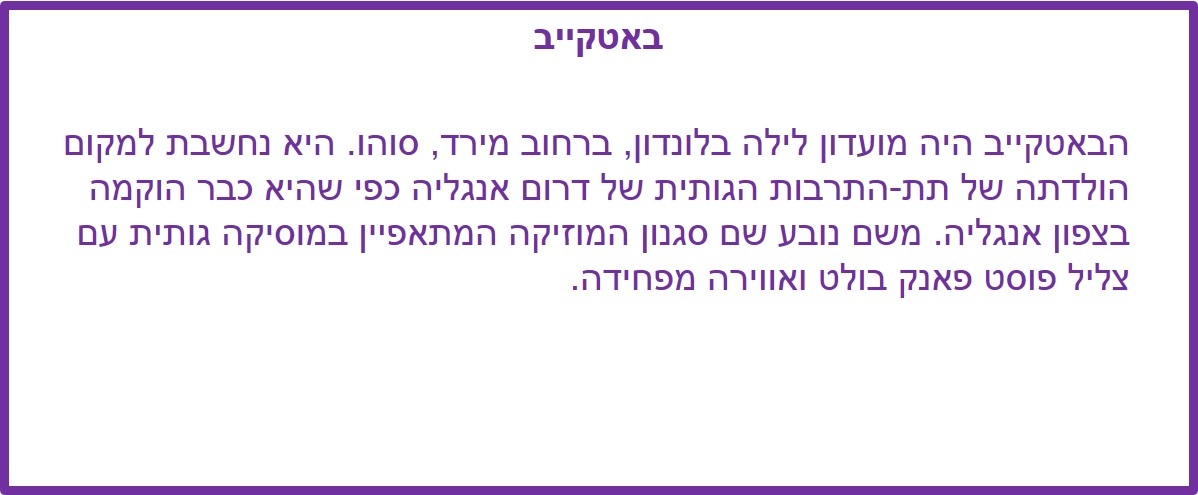 באטקייב
הבאטקייב היה מועדון לילה בלונדון, ברחוב מירד, סוהו. היא נחשבת למקום
הולדתה של תת-התרבות הגותית של דרום אנגליה כפי שהיא כבר הוקמה
בצפון אנגליה. משם נובע שם סגנון המוזיקה המתאפיין במוסיקה גותית עם
צליל פוסט פאנק בולט ואווירה מפחידה.